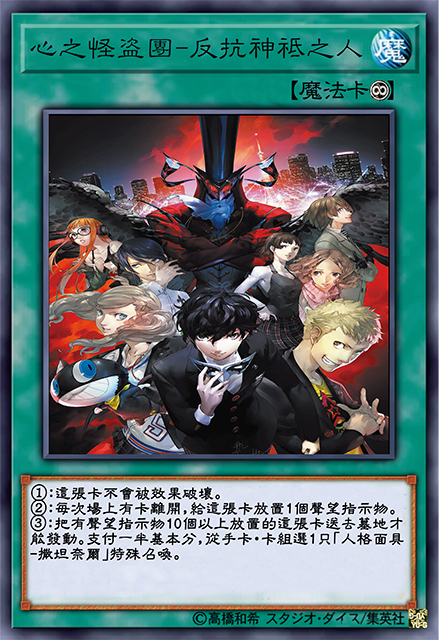 心之怪盜團-反抗神祇之人
魔
【魔法卡】
①:這張卡不會被效果破壞。
②:每次場上有卡離開,給這張卡放置1個聲望指示物。
③:把有聲望指示物10個以上放置的這張卡送去墓地才
能發動。支付一半基本分,從手卡・卡組選1只「人格面具
-撒坦奈爾」特殊召喚。
©高橋和希 スタジオ・ダイス/集英社